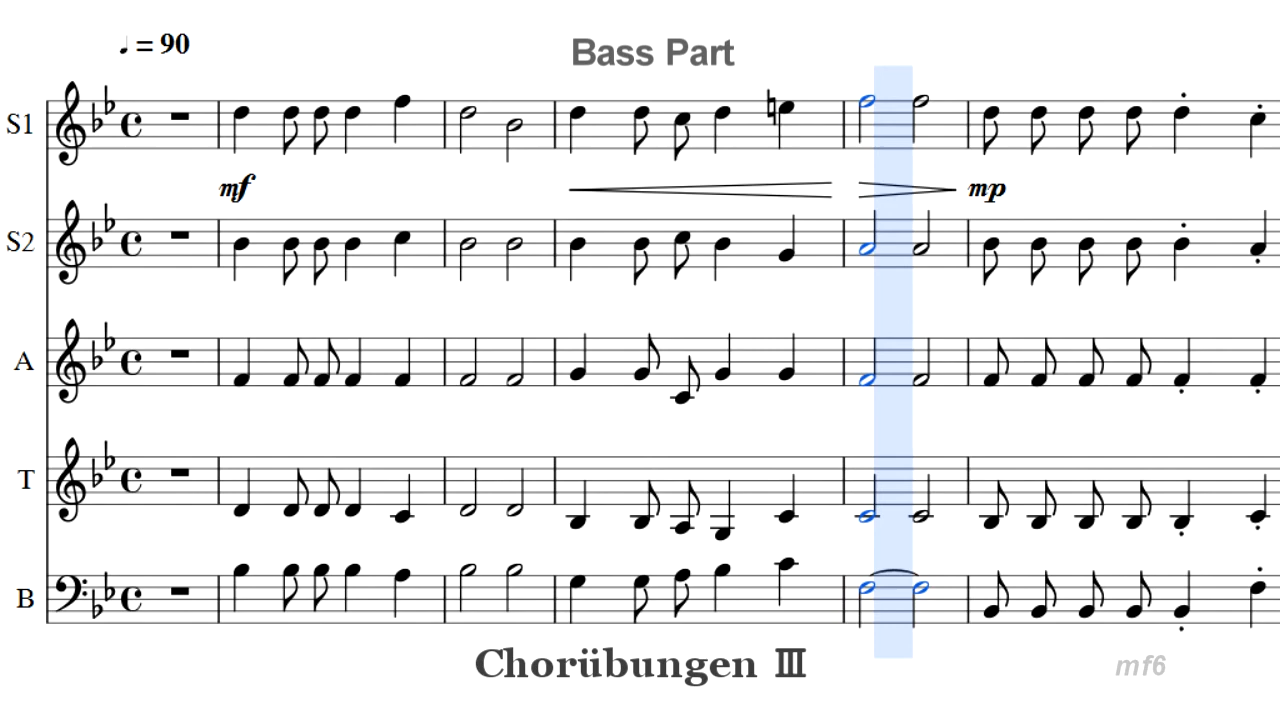 ♩ = 90
Bass Part
S1
mf
mp
S2
A
T
B
Chorübungen Ⅲ
mf6